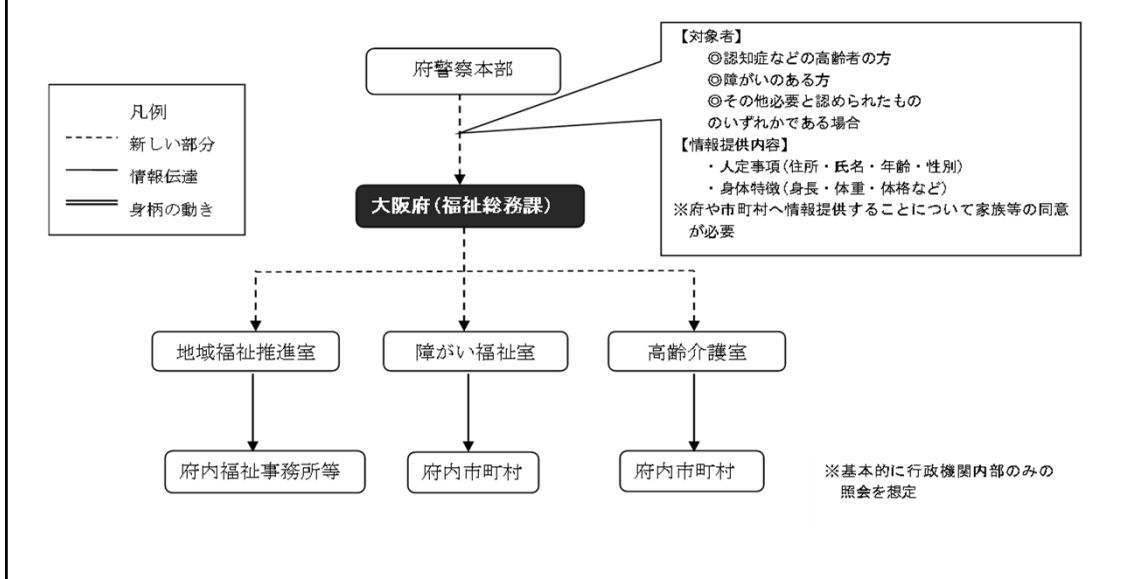 府警察本部
凡例
新しい部分
情報伝達
身柄の動き
【対象者】
◎認知症などの高齢者の方
◎障がいのある方
◎その他必要と認められたもの
のいずれかである場合
【情報提供内容】
・人定事項(住所・氏名・年齢・性別)
・身体特徴(身長・体重・体格など)
※府や市町村へ情報提供することについて家族等の同意
が必要
大阪府(福祉総務課)
地域福祉推進室
障がい福祉室
高齢介護室
府内福祉事務所等
府内市町村
府内市町村
※基本的に行政機関内部のみの
照会を想定